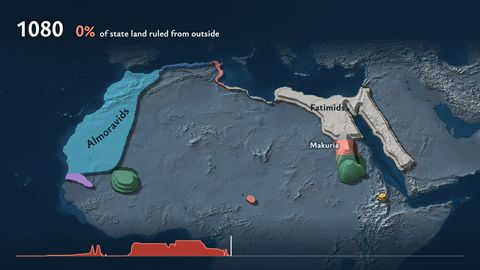 1080 0% of state land ruled from outside
Almoravids
Fatimids
Makuria